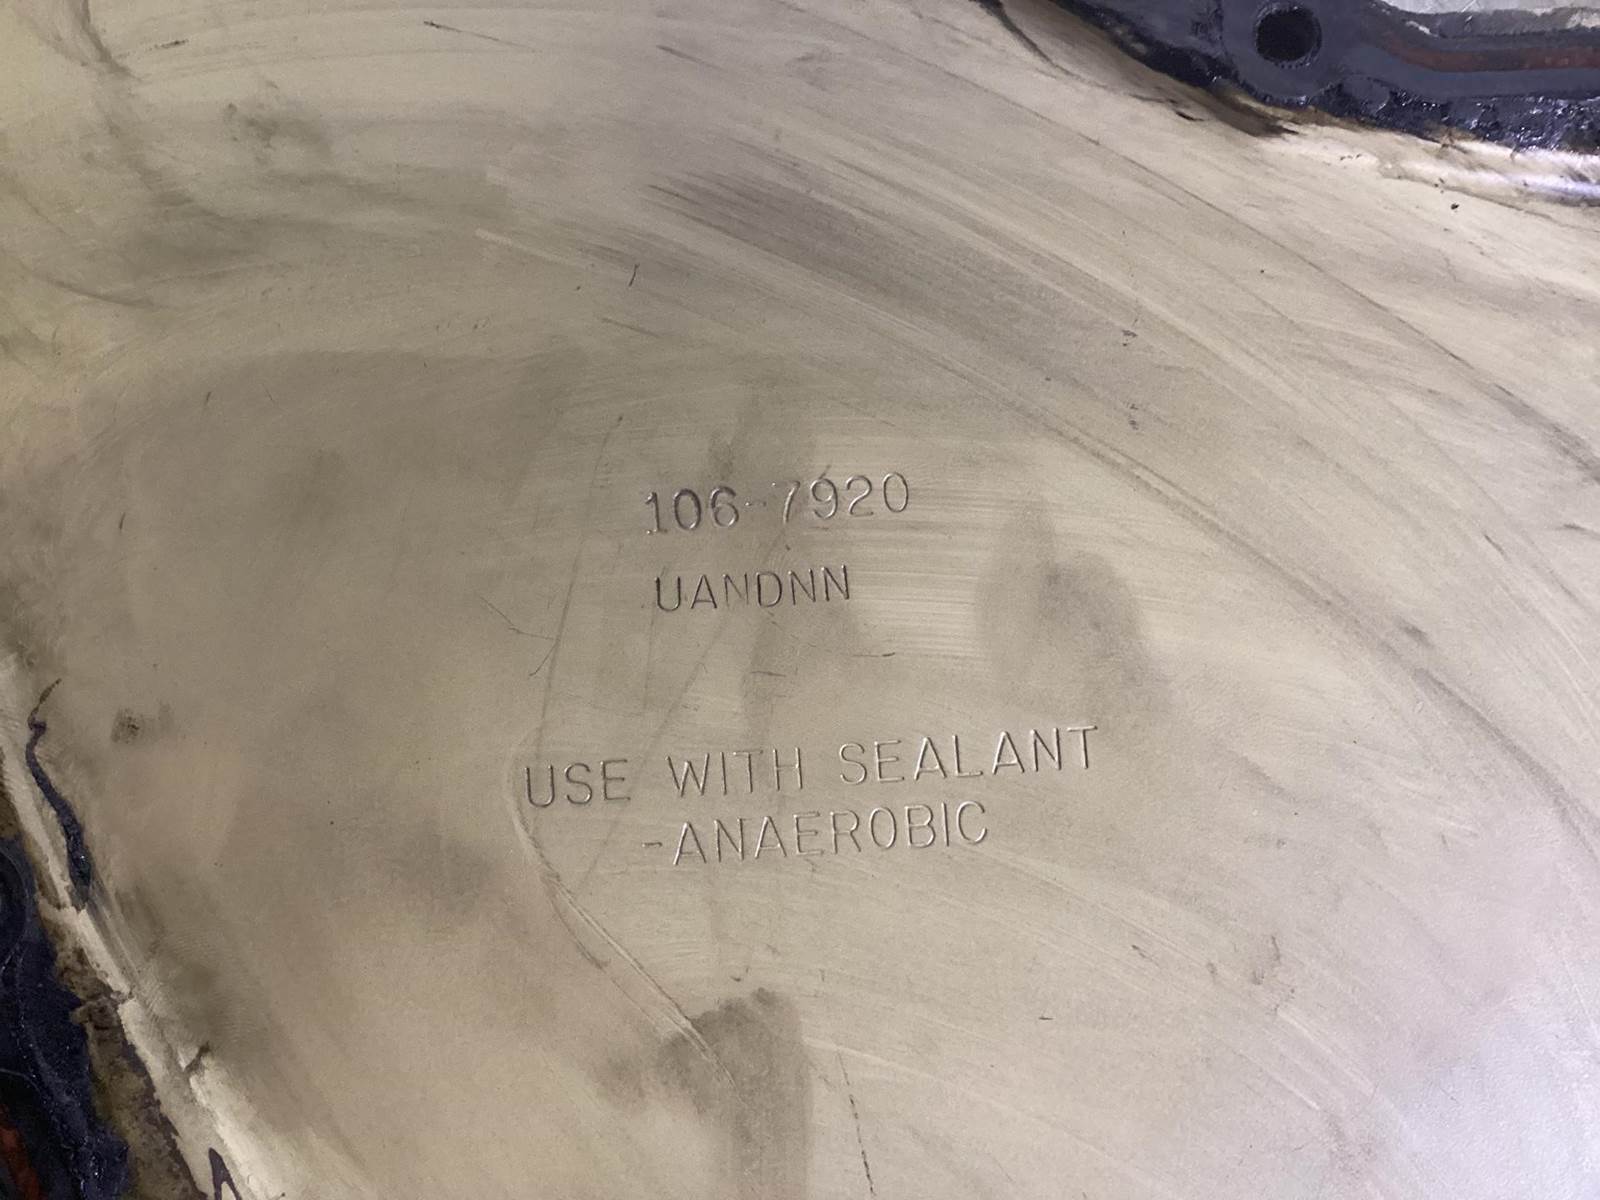 106-7920
UANDNN
USE WITH SEALANT
-ANAEROBIC